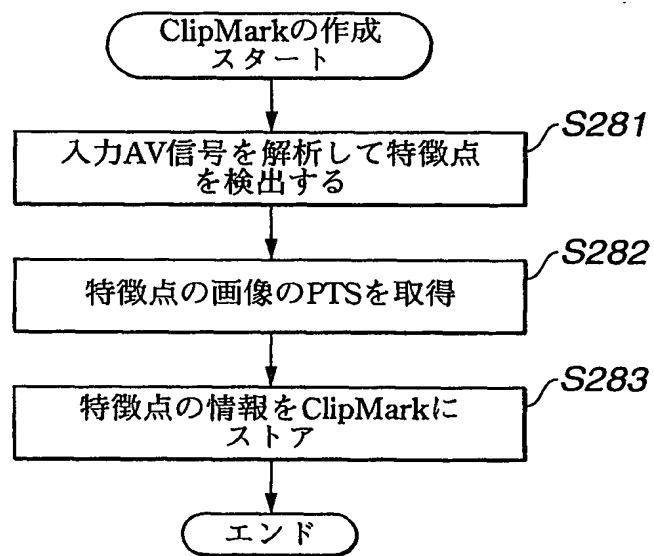 ClipMarkの作成
スタート
S281
入力AV信号を解析して特徴点
を検出する
S282
特徴点の画像のPTSを取得
S283
特徴点の情報をClipMarkに
ストア
エンド